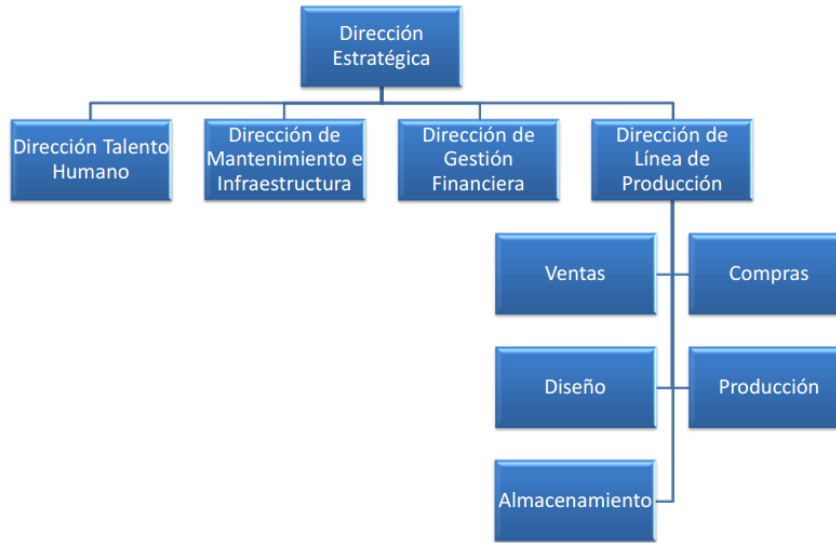 Dirección
Estratégica
Dirección Talento
Humano
Dirección de
Mantenimiento e
Infraestructura
Dirección de
Gestión
Financiera
Dirección de
Línea de
Producción
Ventas
Compras
Diseño
Producción
Almacenamiento